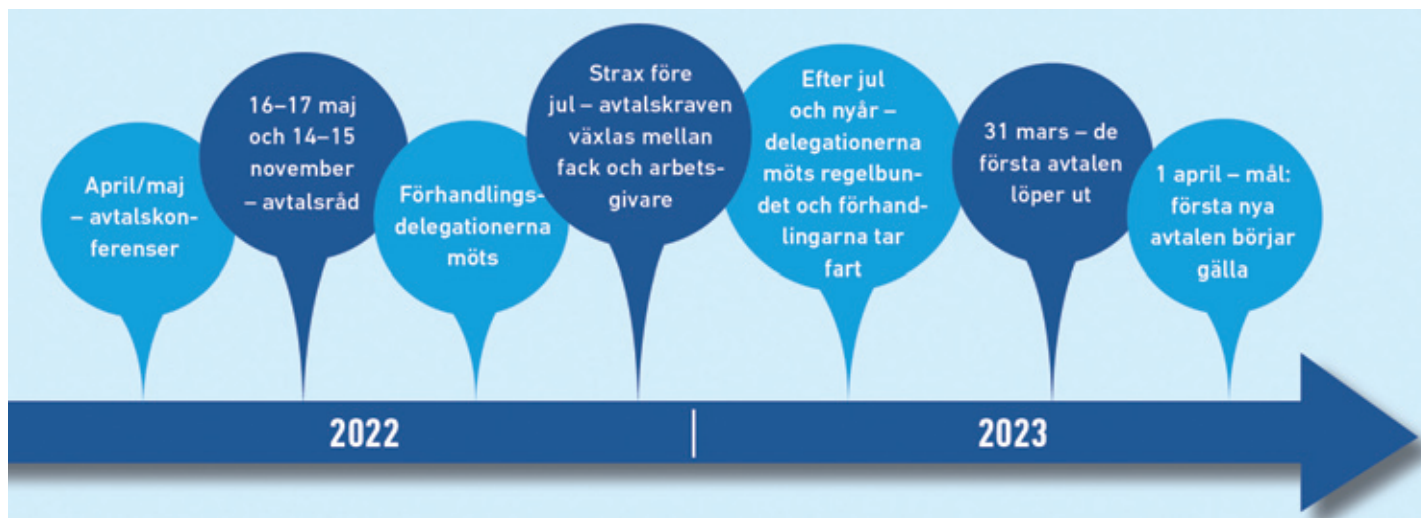 April/maj
– avtalskon-
ferenser
16–17 maj
och 14–15
november
– avtalsråd
Förhandlings-
delegationerna
möts
Strax före
jul – avtalskraven
växlas mellan
fack och arbets-
givare
Efter jul
och nyår –
delegationerna
möts regelbun-
det och förhand-
lingarna tar
fart
31 mars – de
första avtalen
löper ut
1 april – mål:
första nya
avtalen börjar
gälla
2022
2023